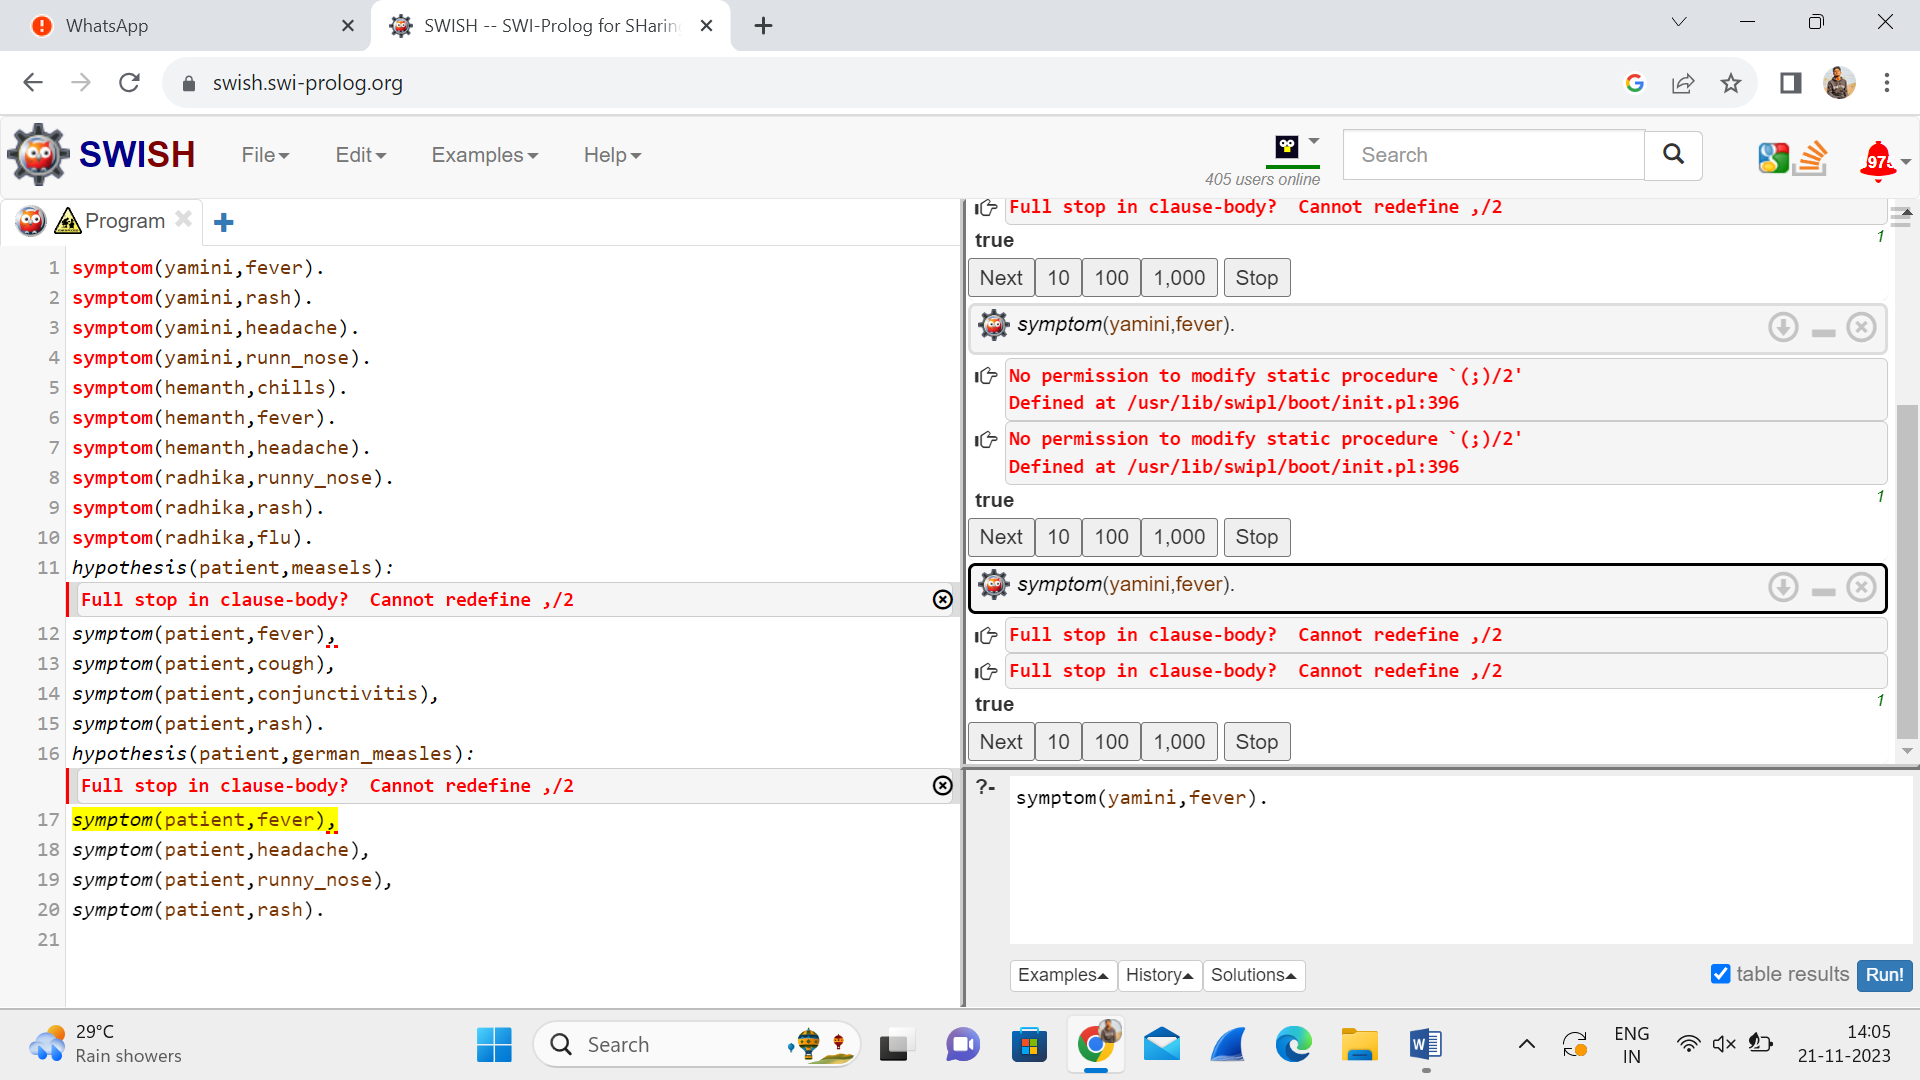 WhatsApp
SWISH -- SWI-Prolog for SHarin
swish.swi-prolog.org
SWISH
File
Edit
Examples
Help
405 users online
Search
Program
1 symptom(yamini,fever).
2 symptom(yamini,rash).
3 symptom(yamini,headache).
4 symptom(yamini,runn_nose).
5 symptom(hemanth,chills).
6 symptom(hemanth,fever).
7 symptom(hemanth,headache).
8 symptom(radhika,runny_nose).
9 symptom(radhika,rash).
10 symptom(radhika,flu).
11 hypothesis(patient,measels):
Full stop in clause-body?  Cannot redefine ,/2
12 symptom(patient,fever),
13 symptom(patient,cough),
14 symptom(patient,conjunctivitis),
15 symptom(patient,rash).
16 hypothesis(patient,german_measles):
Full stop in clause-body?  Cannot redefine ,/2
17 symptom(patient,fever),
18 symptom(patient,headache),
19 symptom(patient,runny_nose),
20 symptom(patient,rash).
21
Full stop in clause-body?  Cannot redefine ,/2
true 1
Next 10 100 1,000 Stop
symptom(yamini,fever).
No permission to modify static procedure `(;)/2'
Defined at /usr/lib/swipl/boot/init.pl:396
No permission to modify static procedure `(;)/2'
Defined at /usr/lib/swipl/boot/init.pl:396
true 1
Next 10 100 1,000 Stop
symptom(yamini,fever).
Full stop in clause-body?  Cannot redefine ,/2
Full stop in clause-body?  Cannot redefine ,/2
true 1
Next 10 100 1,000 Stop
?- symptom(yamini,fever).
Examples History Solutions table results Run!
29°C
Rain showers
Search
ENG
IN
14:05
21-11-2023